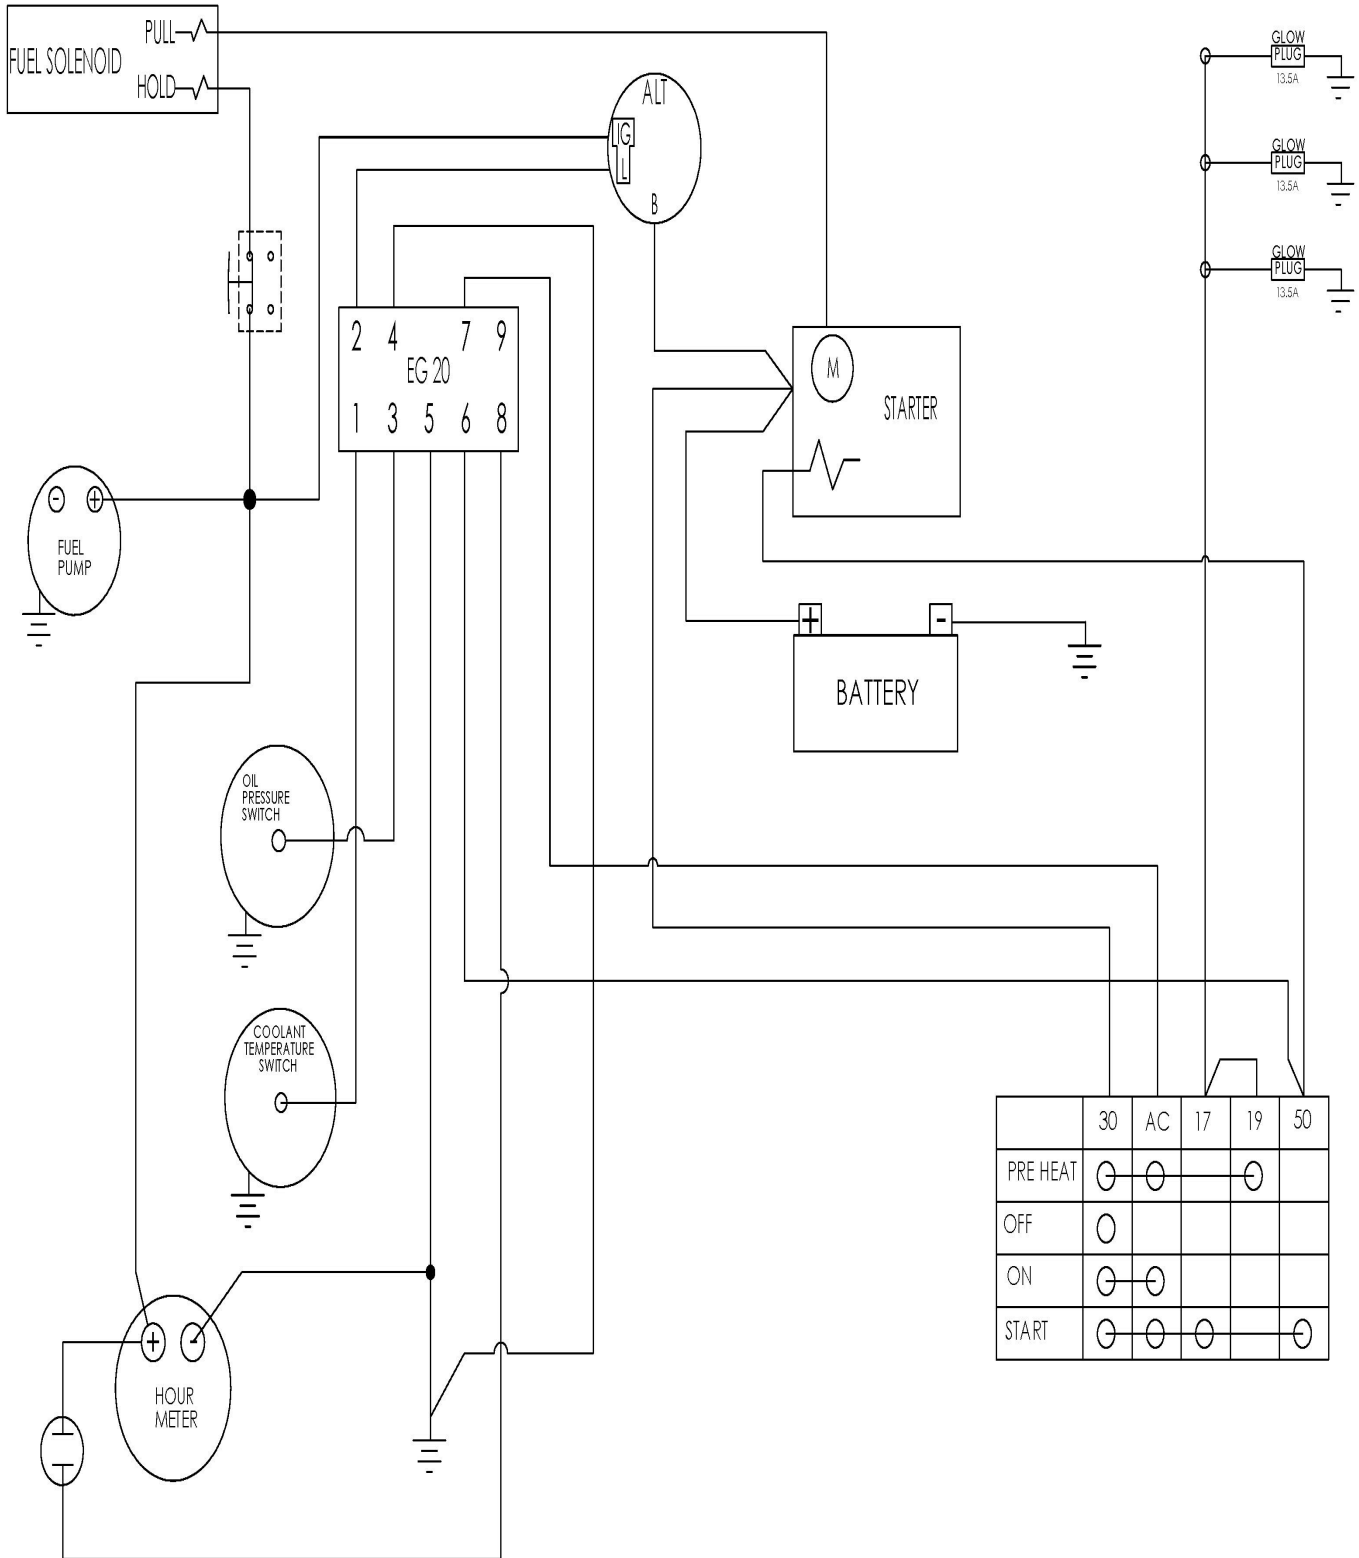 PULL
FUEL SOLENOID
HOLD
ALT
IG
L
B
GLOW
PLUG
13.5A
GLOW
PLUG
13.5A
GLOW
PLUG
13.5A
2 4 7 9
EG 20
1 3 5 6 8
M
STARTER
- +
FUEL
PUMP
+ -
BATTERY
OIL
PRESSURE
SWITCH
COOLANT
TEMPERATURE
SWITCH
30 AC 17 19 50
PRE HEAT
OFF
ON
START
+ -
HOUR
METER